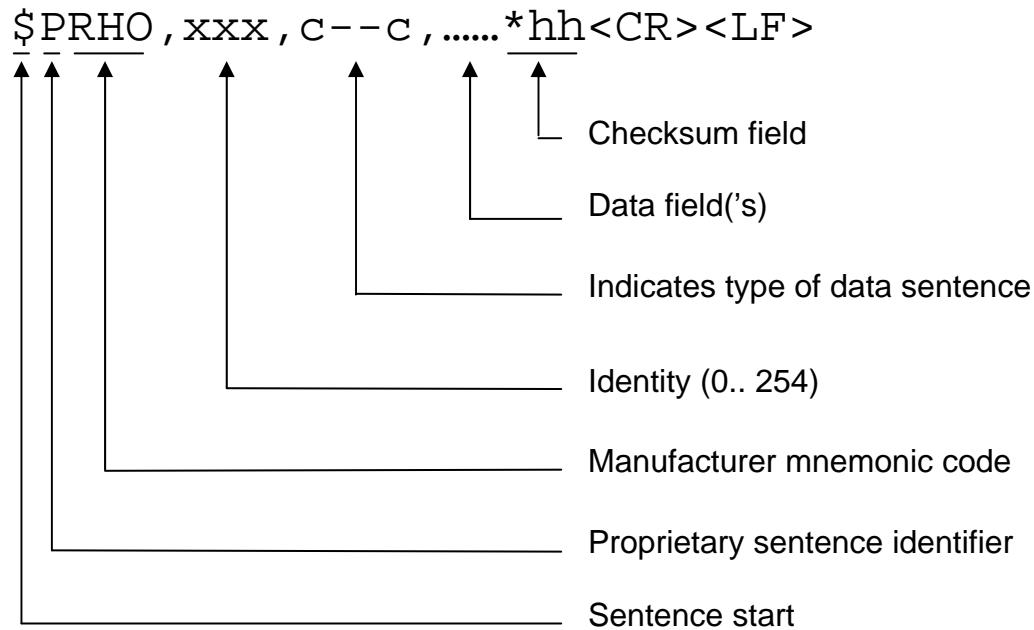 $PRHO,xxx,c--c,……*hh<CR><LF>
Checksum field
Data field('s)
Indicates type of data sentence
Identity (0.. 254)
Manufacturer mnemonic code
Proprietary sentence identifier
Sentence start